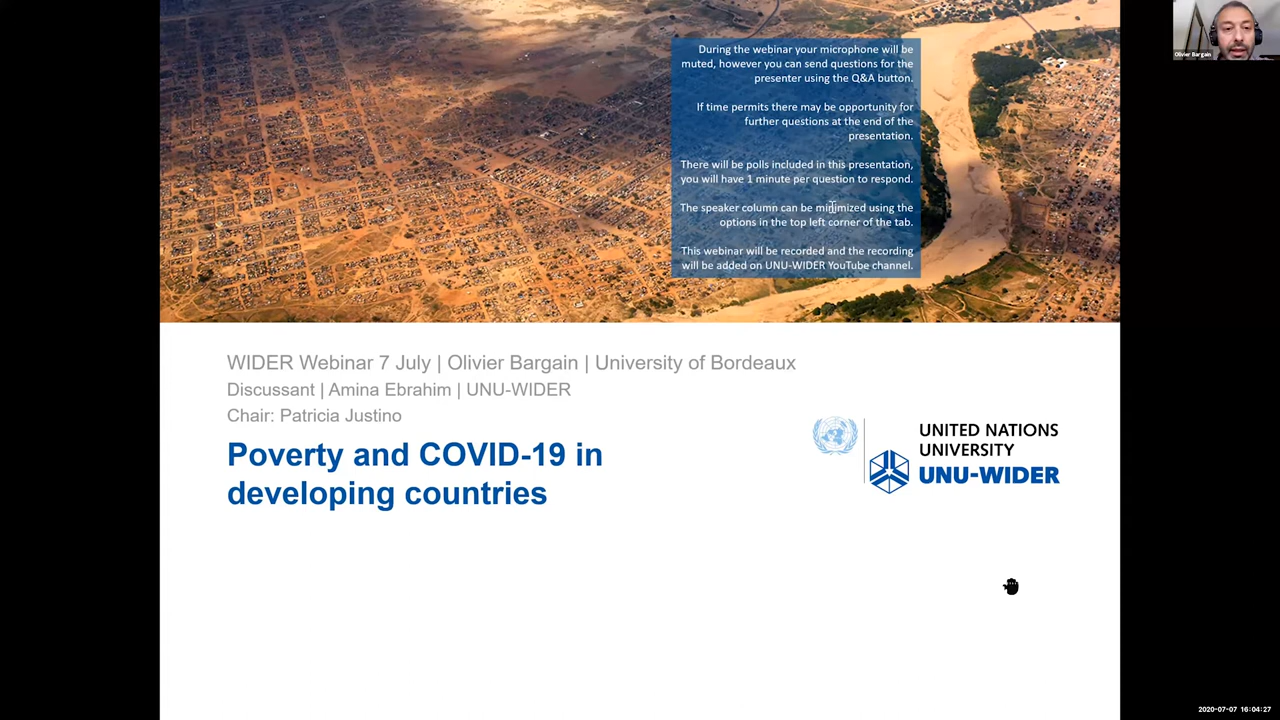 During the webinar your microphone will be
muted, however you can send questions for the
presenter using the Q&A button.
If time permits there may be opportunity for
further questions at the end of the
presentation.
There will be polls included in this presentation,
you will have 1 minute per question to respond.
The speaker column can be minimized using the
options in the top left corner of the tab.
This webinar will be recorded and the recording
will be added on UNU-WIDER YouTube channel.
Olivier Bargain
WIDER Webinar 7 July | Olivier Bargain | University of Bordeaux
Discussant | Amina Ebrahim | UNU-WIDER
Chair: Patricia Justino
Poverty and COVID-19 in
developing countries
UNITED NATIONS
UNIVERSITY
UNU-WIDER
2020-07-07 16:04:27